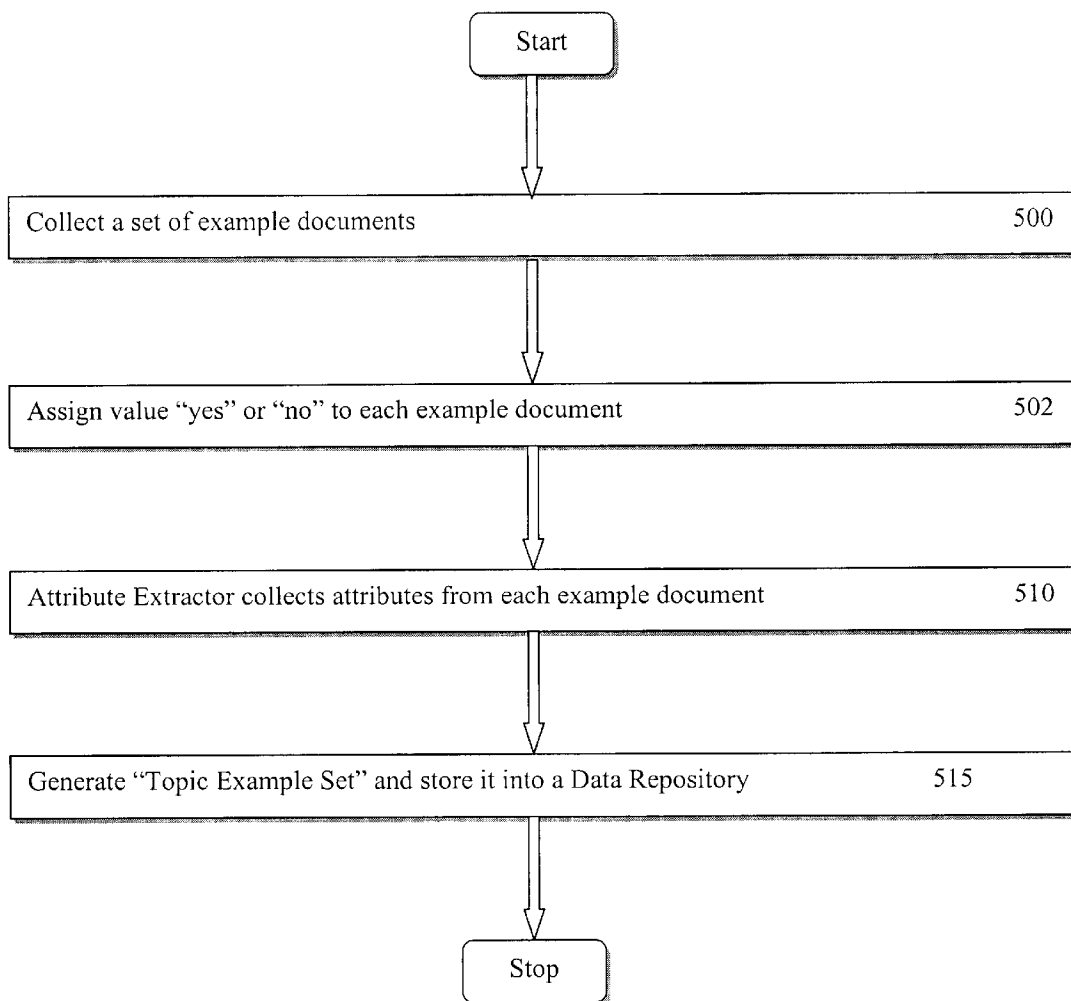 Start
Collect a set of example documents 500
Assign value “yes” or “no” to each example document 502
Attribute Extractor collects attributes from each example document 510
Generate “Topic Example Set” and store it into a Data Repository 515
Stop